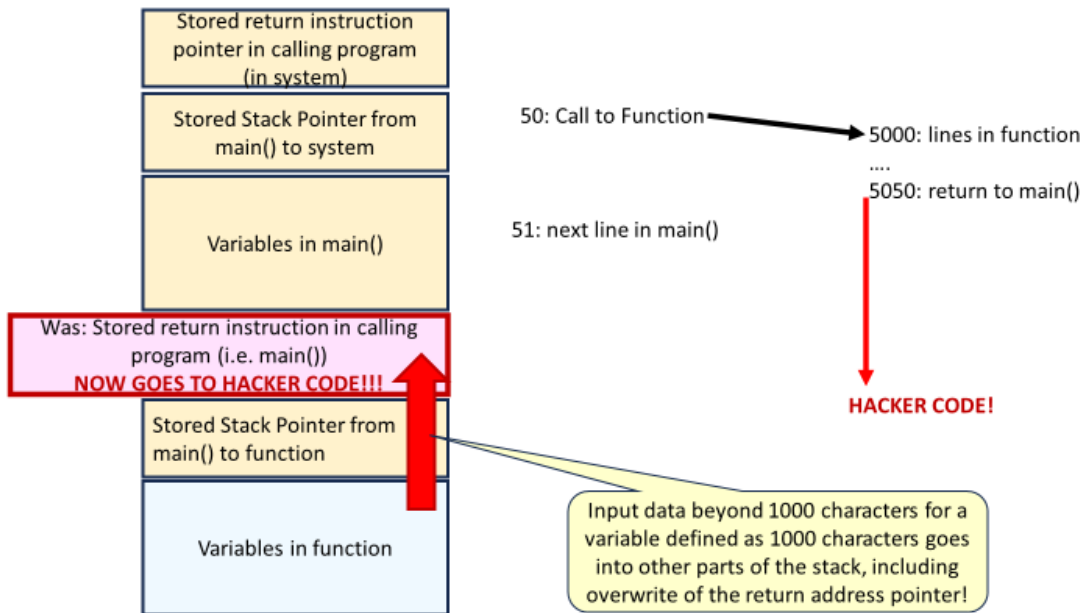 Stored return instruction
pointer in calling program
(in system)
Stored Stack Pointer from
main() to system
Variables in main()
Was: Stored return instruction in calling
program (i.e. main())
NOW GOES TO HACKER CODE!!!
Stored Stack Pointer from
main() to function
Variables in function
50: Call to Function
51: next line in main()
5000: lines in function
....
5050: return to main()
HACKER CODE!
Input data beyond 1000 characters for a
variable defined as 1000 characters goes
into other parts of the stack, including
overwrite of the return address pointer!